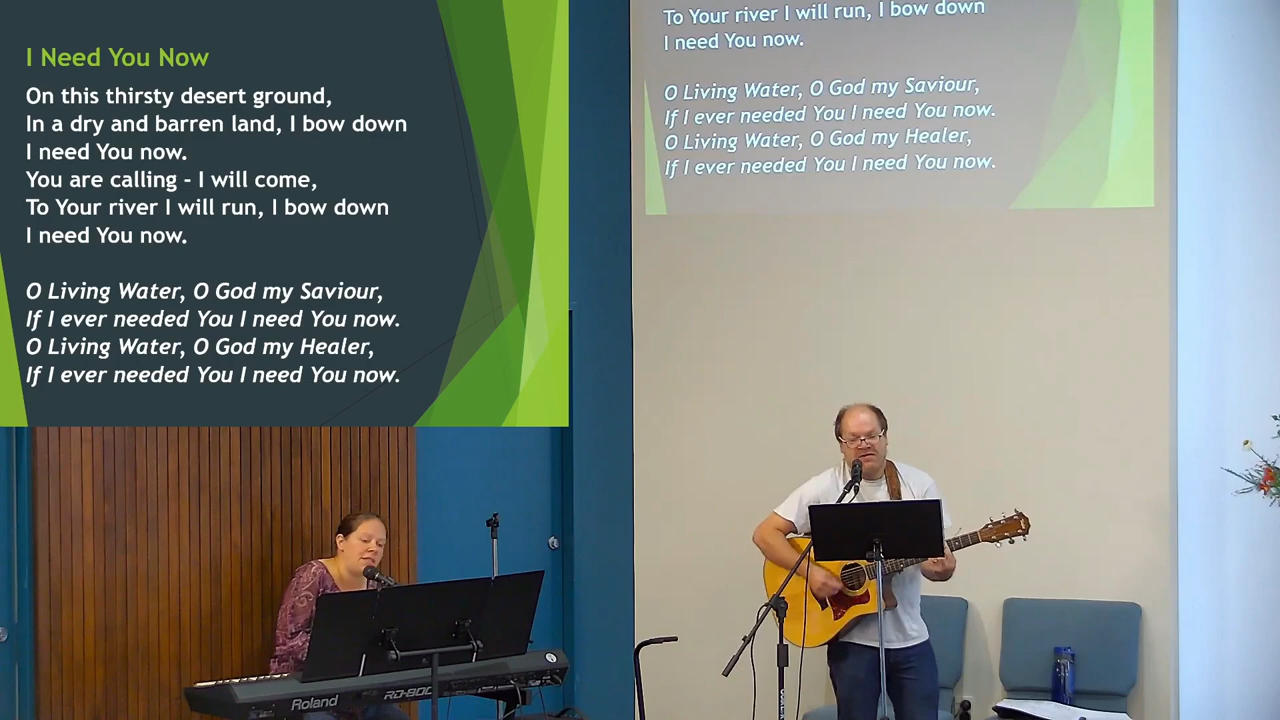 I Need You Now
On this thirsty desert ground,
In a dry and barren land, I bow down
I need You now.
You are calling – I will come,
To Your river I will run, I bow down
I need You now.
O Living Water, O God my Saviour,
If I ever needed You I need You now.
O Living Water, O God my Healer,
If I ever needed You I need You now.
To Your river I will run, I bow down
I need You now.
O Living Water, O God my Saviour,
If I ever needed You I need You now.
O Living Water, O God my Healer,
If I ever needed You I need You now.
Roland
RD-800